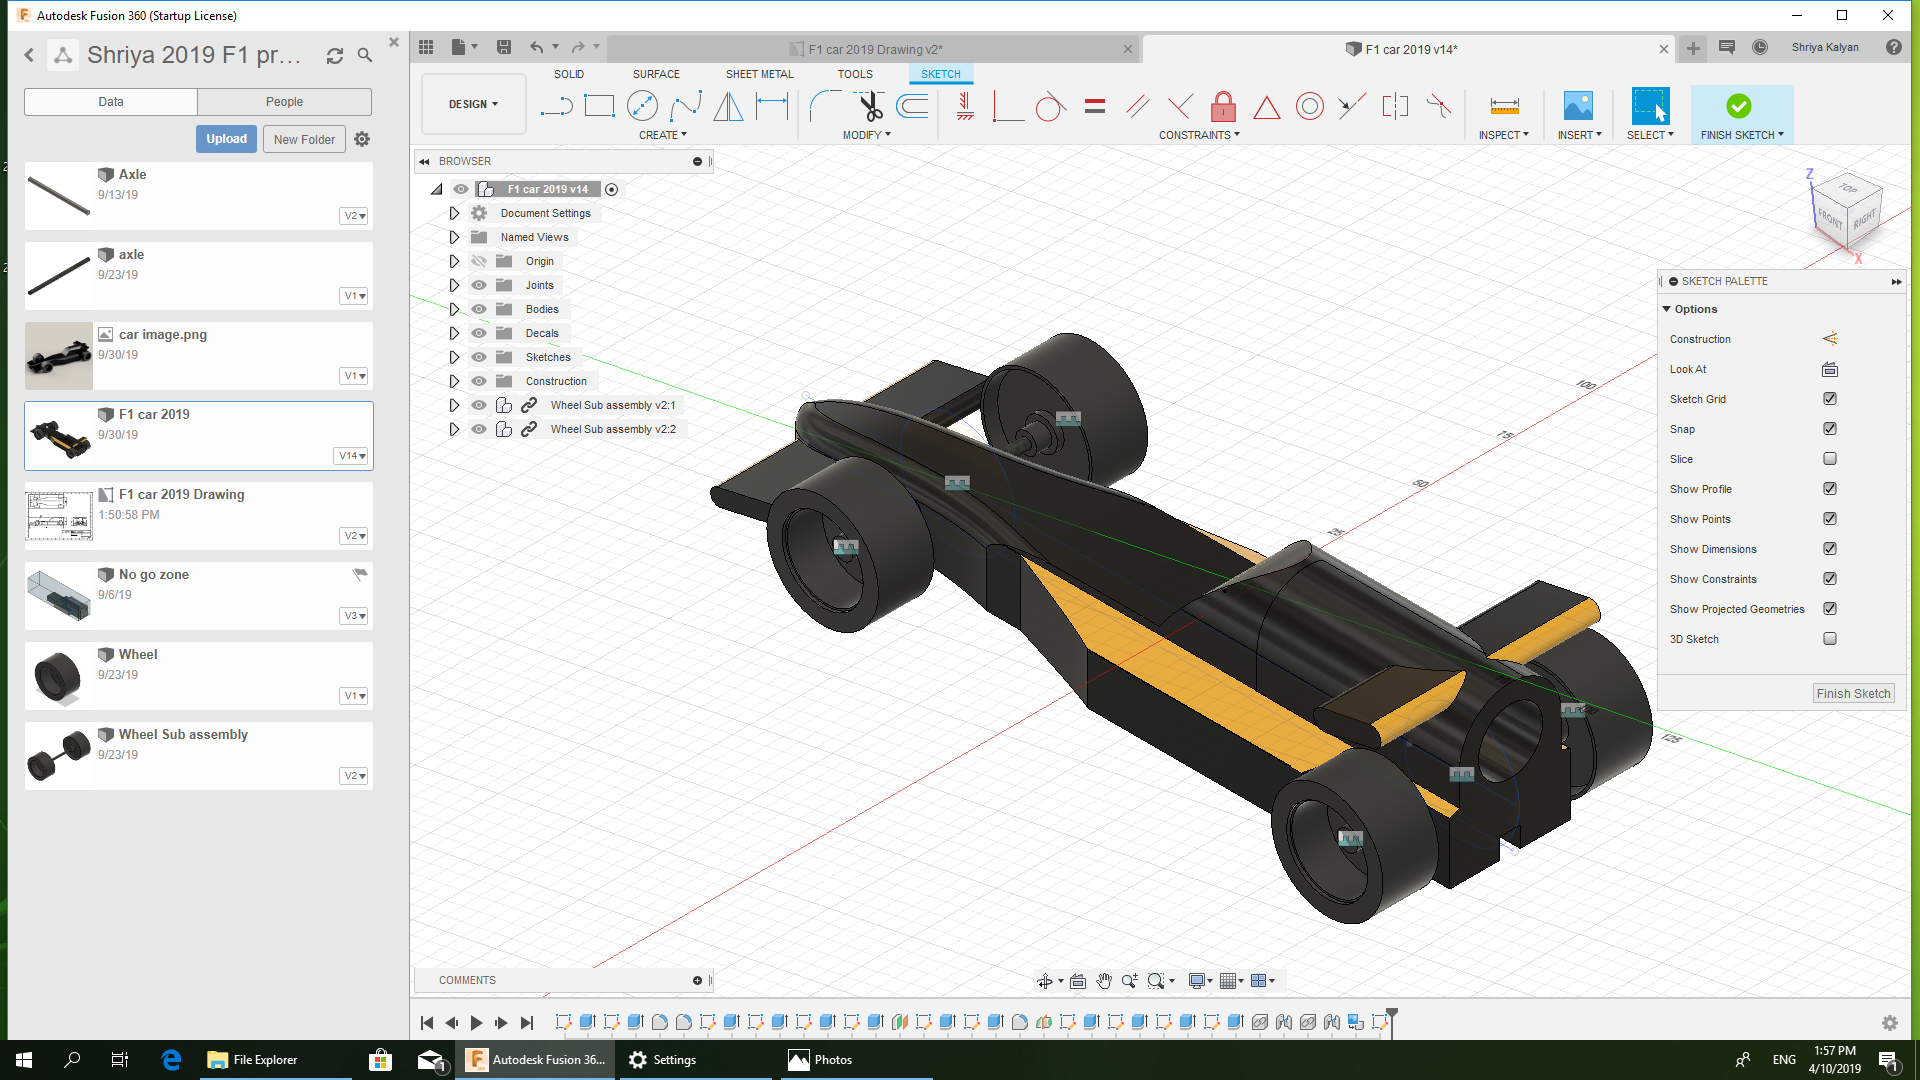 Autodesk Fusion 360 (Startup License)
Shriya 2019 F1 pr...
Data
People
Upload
New Folder
Axle
9/13/19
V2
axle
9/23/19
V1
car image.png
9/30/19
V1
F1 car 2019
9/30/19
V14
F1 car 2019 Drawing
1:50:58 PM
V2
No go zone
9/6/19
V3
Wheel
9/23/19
V1
Wheel Sub assembly
9/23/19
V2
F1 car 2019 Drawing v2*
F1 car 2019 v14*
Shriya Kalyan
DESIGN
SOLID
SURFACE
SHEET METAL
TOOLS
SKETCH
CREATE
MODIFY
CONSTRAINTS
INSPECT
INSERT
SELECT
FINISH SKETCH
BROWSER
F1 car 2019 v14
Document Settings
Named Views
Origin
Joints
Bodies
Decals
Sketches
Construction
Wheel Sub assembly v2:1
Wheel Sub assembly v2:2
Z
TOP
FRONT
RIGHT
X
100
75
50
25
125
SKETCH PALETTE
Options
Construction
Look At
Sketch Grid
Snap
Slice
Show Profile
Show Points
Show Dimensions
Show Constraints
Show Projected Geometries
3D Sketch
Finish Sketch
COMMENTS
File Explorer
1
Autodesk Fusion 36...
Settings
Photos
ENG
1:57 PM
4/10/2019
1